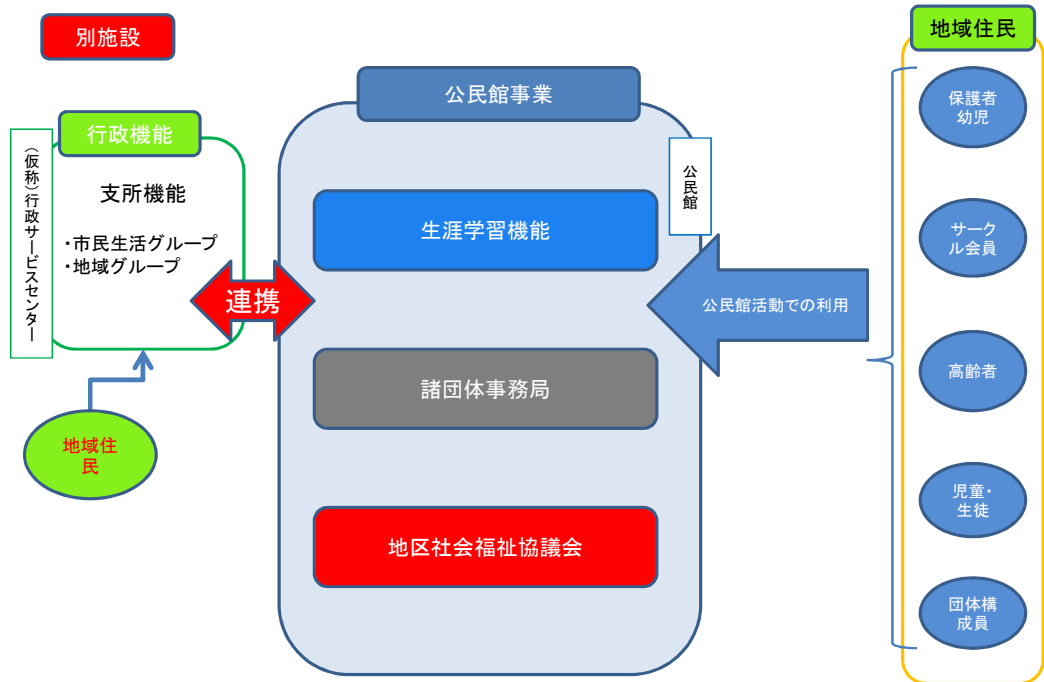 別施設
地域住民
公民館事業
行政機能
(仮称)行政サービスセンター
支所機能
・市民生活グループ
・地域グループ
連携
地域住
民
公民館
生涯学習機能
諸団体事務局
地区社会福祉協議会
公民館活動での利用
保護者
幼児
サーク
ル会員
高齢者
児童・
生徒
団体構
成員